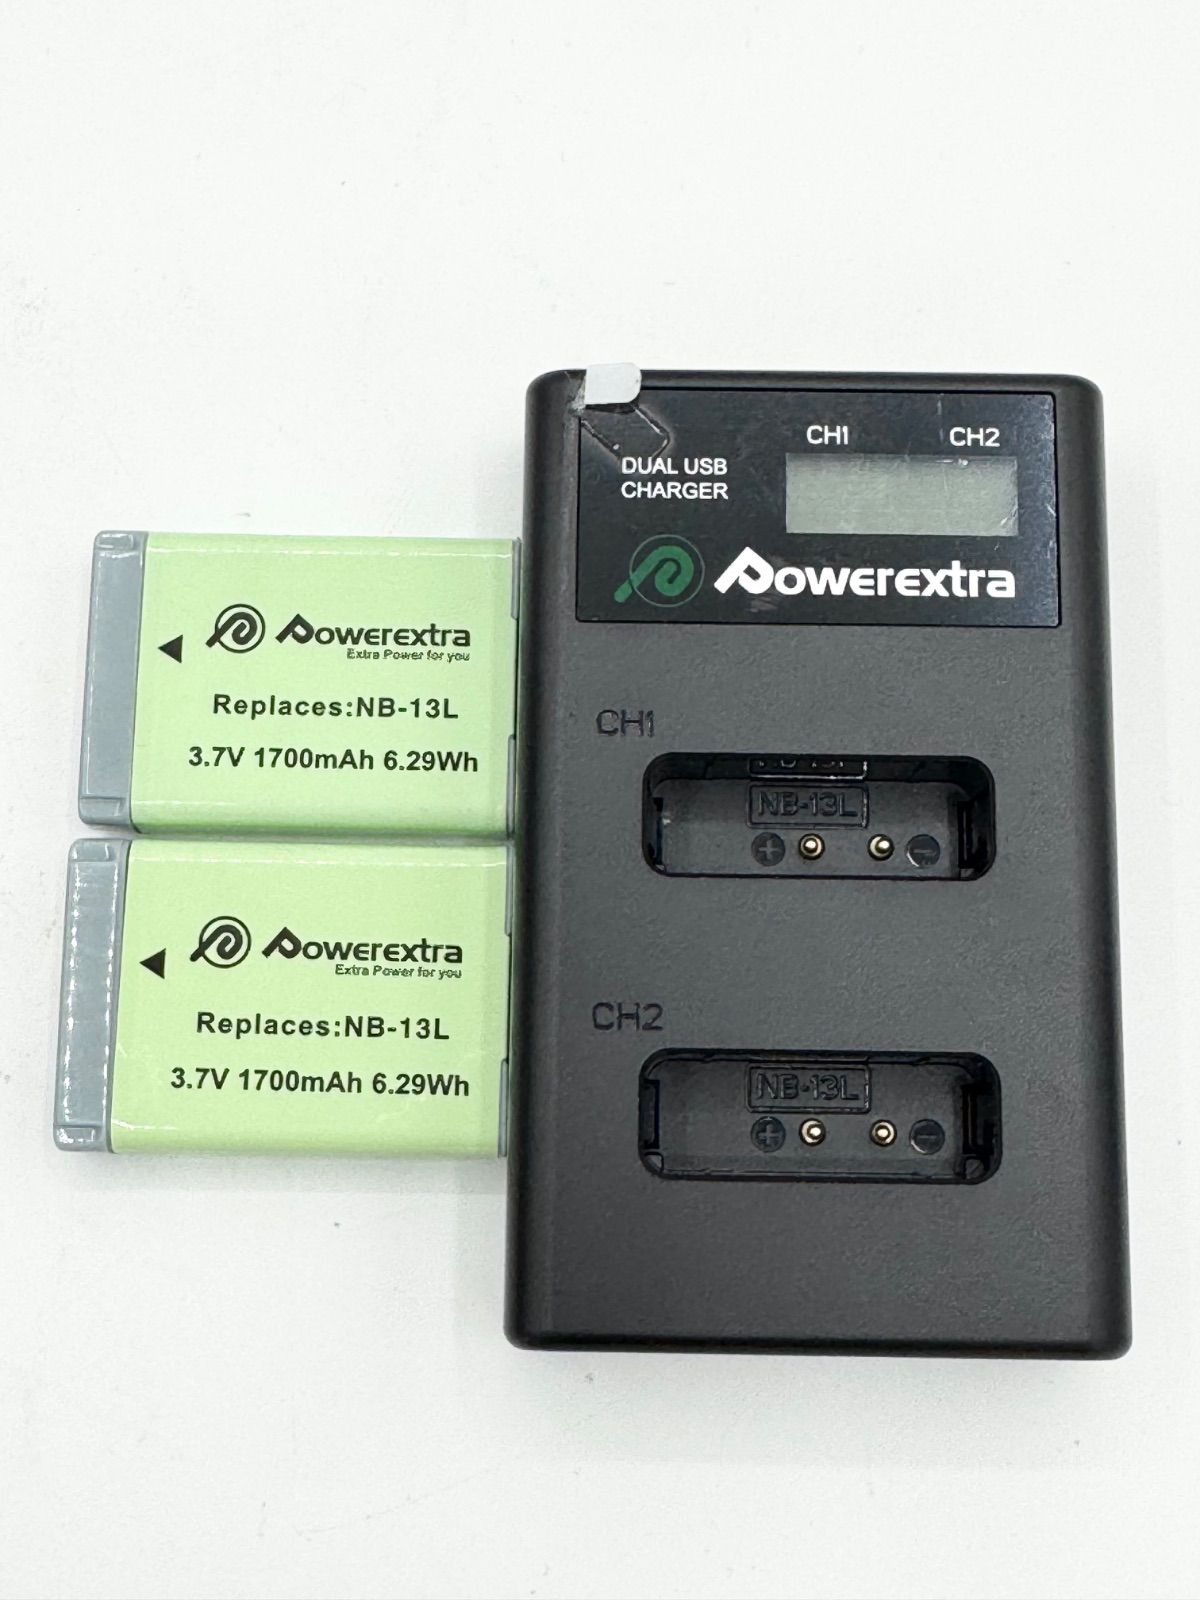 CH1 CH2
DUAL USB
CHARGER
Powerextra
CH1
NB-13L
+ −
CH2
NB-13L
+ −
Powerextra
Extra Power for you
Replaces:NB-13L
3.7V 1700mAh 6.29Wh
Powerextra
Extra Power for you
Replaces:NB-13L
3.7V 1700mAh 6.29Wh